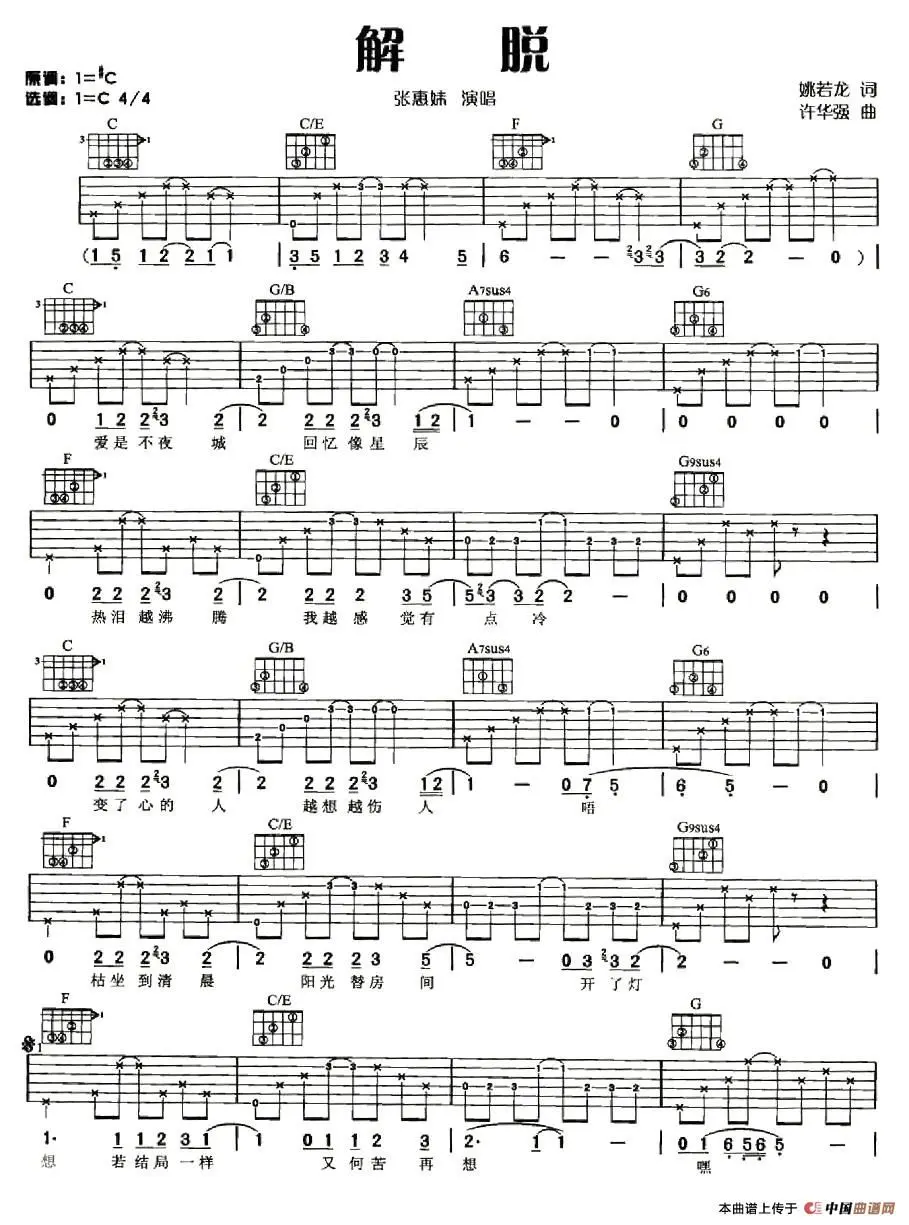 解 脱
原调：1=#C
选调：1=C 4/4
张惠妹 演唱
姚若龙 词
许华强 曲
C C/E F G
(1 5 1 2 2 1 1 | 3 5 1 2 3 4 5 | 6 — — 2/4 3 2/4 3 | 3 2 2 — 0 ) |
C G/B A7sus4 G6
0 1 2 2 2/4 3 2 | 2 2 2 2 2/4 3 1 2 | 1 — — 0 | 0 0 0 0 |
爱是 不夜 城 回忆 像星 辰
F C/E G9sus4
0 2 2 2 2/4 3 2 | 2 2 2 2 3 5 | 5 2/4 3 3 2 2 — | 0 0 0 0 |
热泪 越沸 腾 我越 感 觉有 点 冷
C G/B A7sus4 G6
0 2 2 2 2/4 3 2 | 2 2 2 2 2/4 3 1 2 | 1 — 0 7 5 | 6 5 — 0 |
变了 心的 人 越想 越伤 人 唔
F C/E G9sus4
0 2 2 2 2/4 3 2 | 2 2 2 2 3 5 | 5 — 0 3 2/4 3 2 | 2 — — 0 |
枯坐 到清 晨 阳光 替房 间 开 了灯
F C/E G
1· 1 1 2 3 1 | 1 0 1 1 2 3 | 2· 1 1 — | 0 1 6 5 6 5 — |
想 若结局一样 又 何苦 再 想 嘿
本曲谱上传于 中国曲谱网